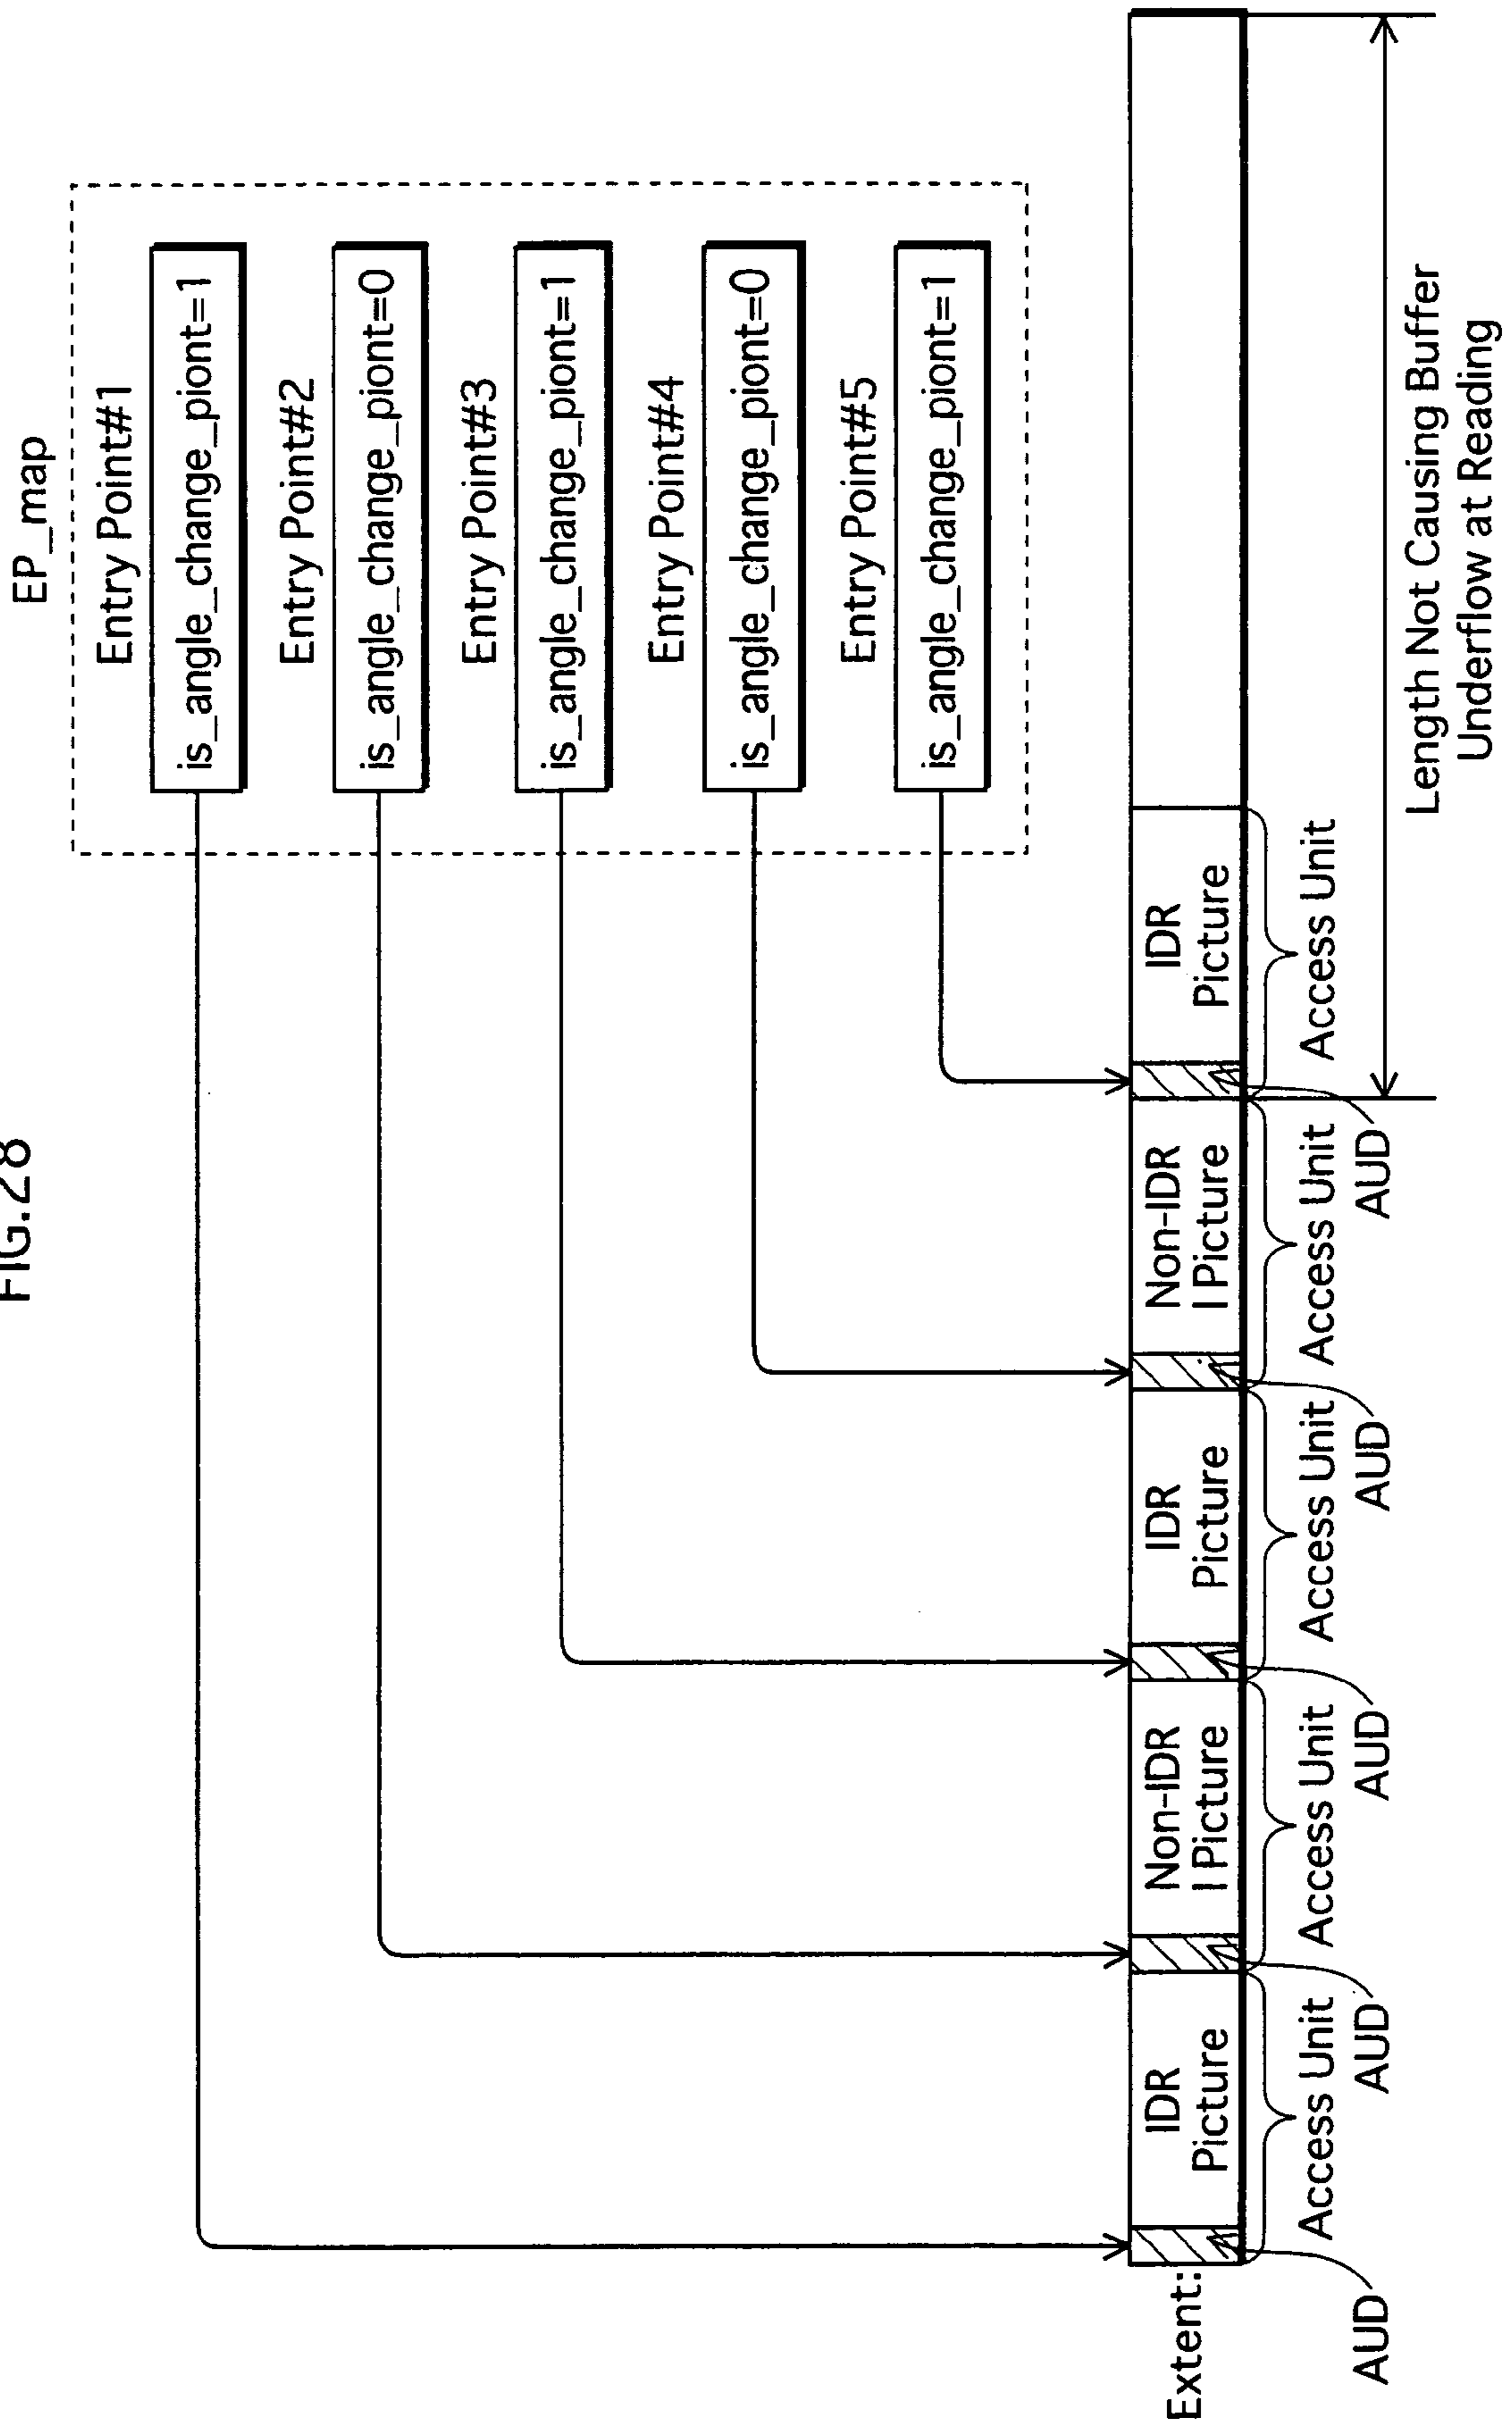 FIG.28
EP_map
Entry Point#1
is_angle_change_piont=1
Entry Point#2
is_angle_change_piont=0
Entry Point#3
is_angle_change_piont=1
Entry Point#4
is_angle_change_piont=0
Entry Point#5
is_angle_change_piont=1
Extent:
IDR
Picture
Non-IDR
I Picture
IDR
Picture
Non-IDR
I Picture
IDR
Picture
Access Unit
Access Unit
Access Unit
Access Unit
Access Unit
AUD
AUD
AUD
AUD
AUD
Length Not Causing Buffer
Underflow at Reading